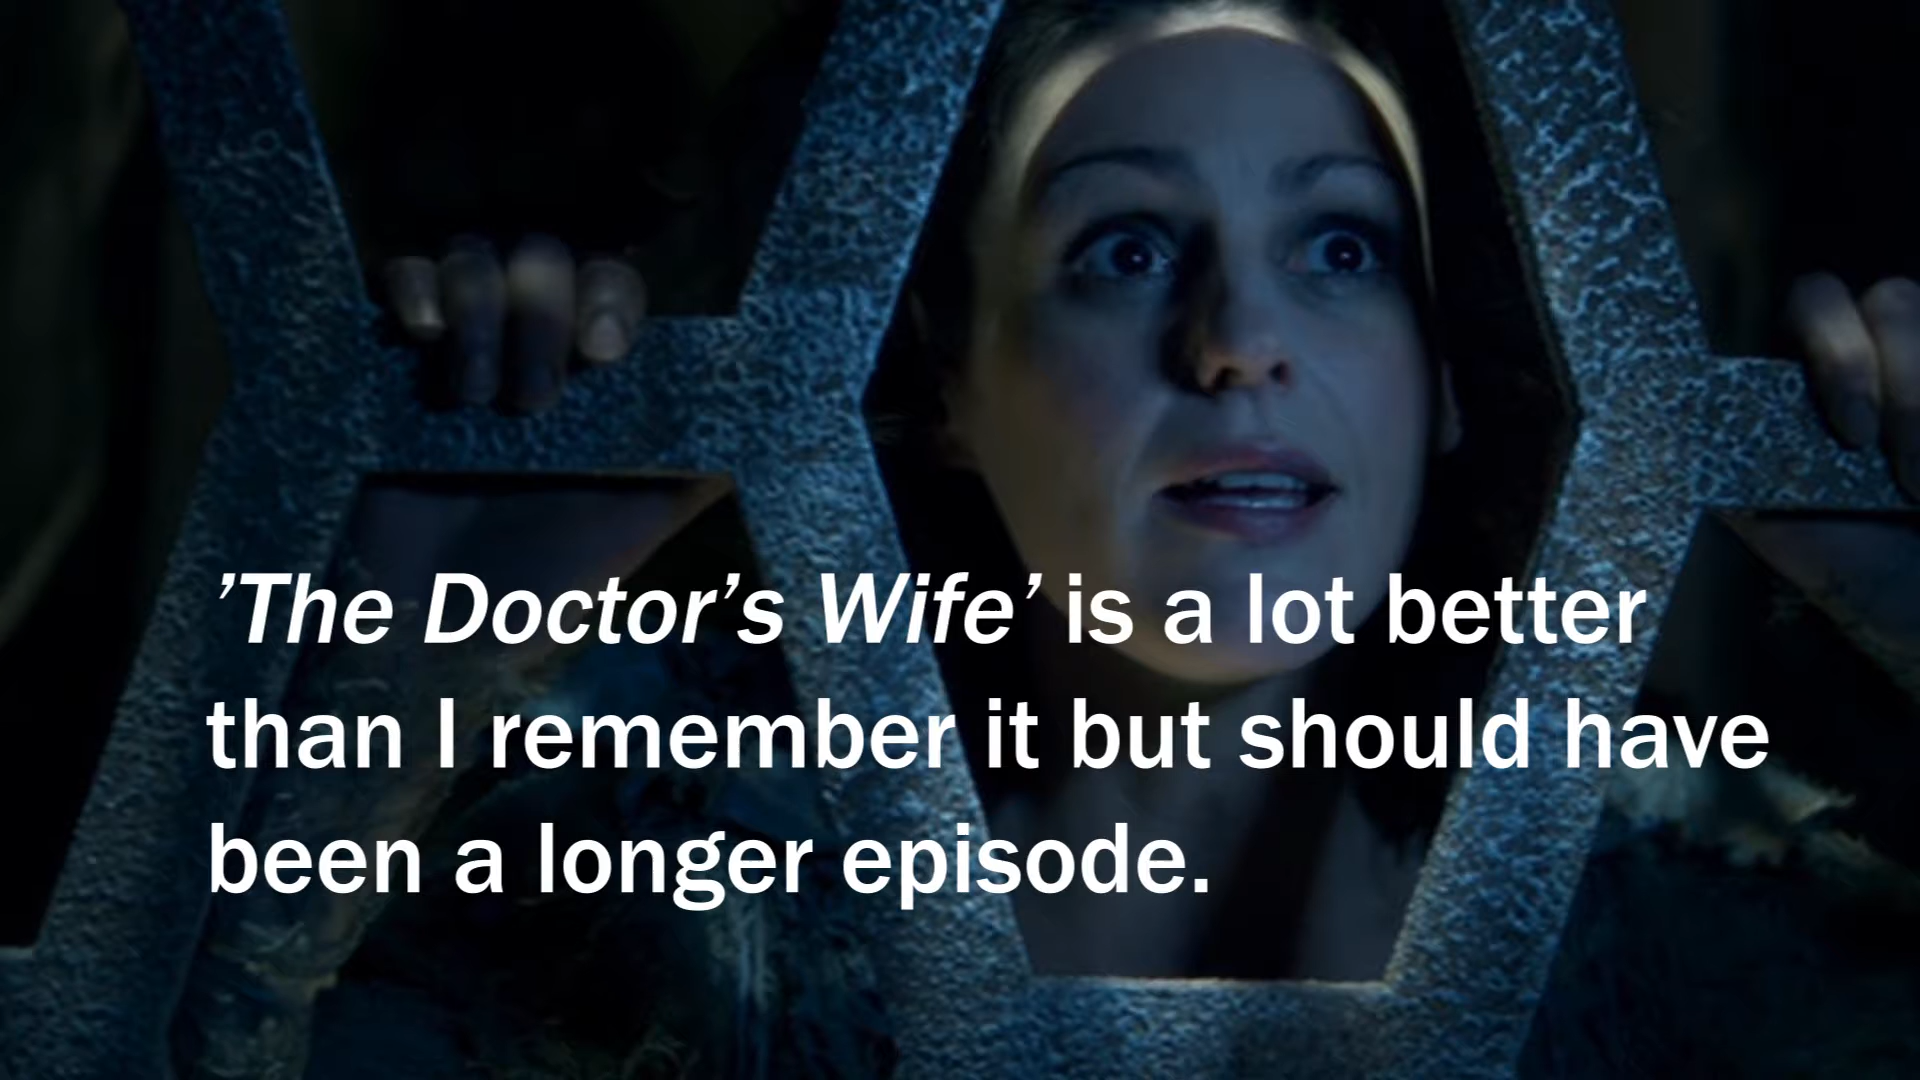 ’The Doctor’s Wife’ is a lot better
than I remember it but should have
been a longer episode.